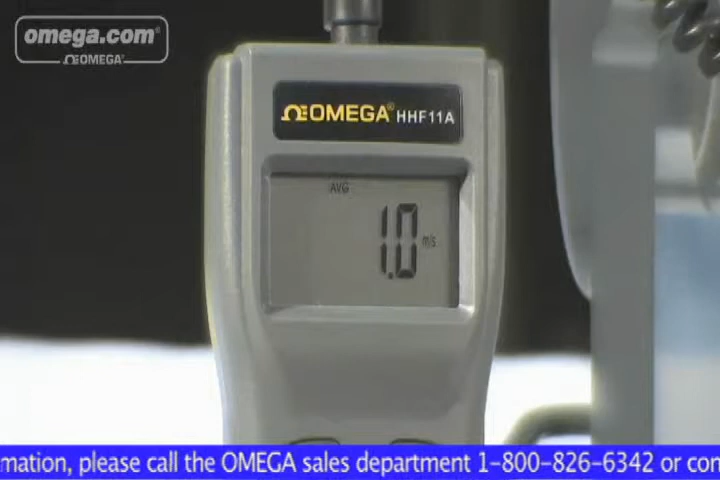 omega.com®
ΩOMEGA®
ΩOMEGA® HHF11A
AVG
1.0 m/s
mation, please call the OMEGA sales department 1-800-826-6342 or con